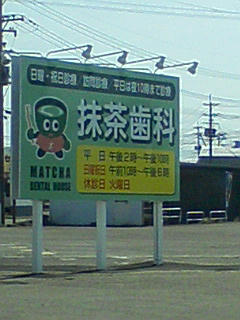 日曜・祝日診療／訪問診療／平日は夜10時まで診療
抹茶歯科
MATCHA
DENTAL HOUSE
平　日 午後2時〜午後10時
日曜祝日 午前10時〜午後6時
休診日 火曜日